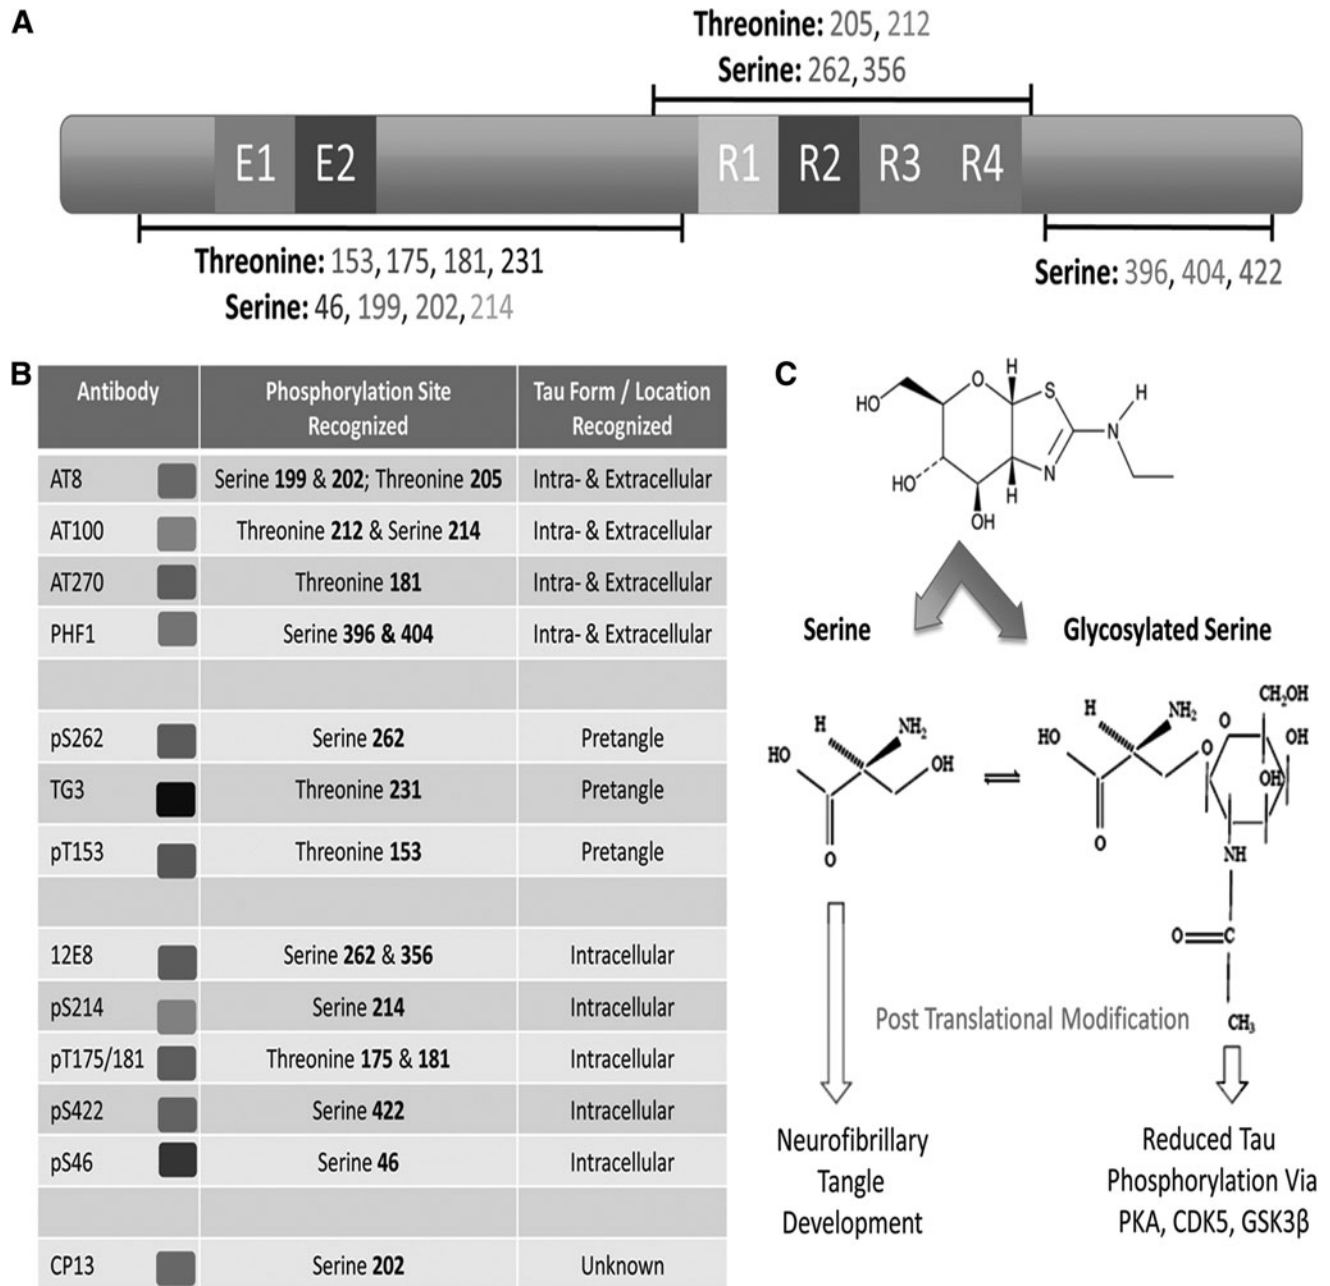 A
Threonine: 205, 212
Serine: 262, 356
E1 E2 R1 R2 R3 R4
Threonine: 153, 175, 181, 231
Serine: 46, 199, 202, 214
Serine: 396, 404, 422
B
Antibody Phosphorylation Site Recognized Tau Form / Location Recognized
AT8 Serine 199 & 202; Threonine 205 Intra- & Extracellular
AT100 Threonine 212 & Serine 214 Intra- & Extracellular
AT270 Threonine 181 Intra- & Extracellular
PHF1 Serine 396 & 404 Intra- & Extracellular
pS262 Serine 262 Pretangle
TG3 Threonine 231 Pretangle
pT153 Threonine 153 Pretangle
12E8 Serine 262 & 356 Intracellular
pS214 Serine 214 Intracellular
pT175/181 Threonine 175 & 181 Intracellular
pS422 Serine 422 Intracellular
pS46 Serine 46 Intracellular
CP13 Serine 202 Unknown
C
H
O S H
HO
N
N
HO
H
OH
Serine Glycosylated Serine
CH₂OH
H NH₂ H NH₂ O OH
HO OH HO O OH
O O NH
O C
Post Translational Modification CH₃
Neurofibrillary
Tangle
Development
Reduced Tau
Phosphorylation Via
PKA, CDK5, GSK3β